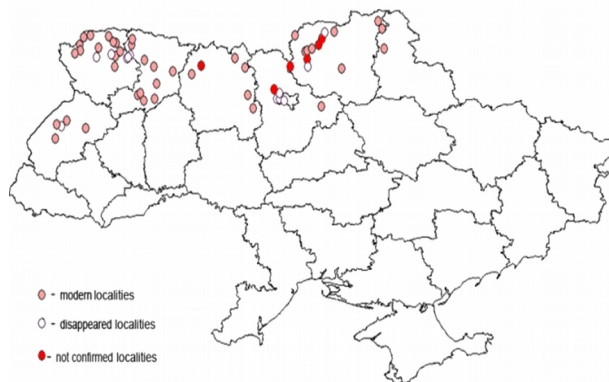 - modern localities
- disappeared localities
- not confirmed localities